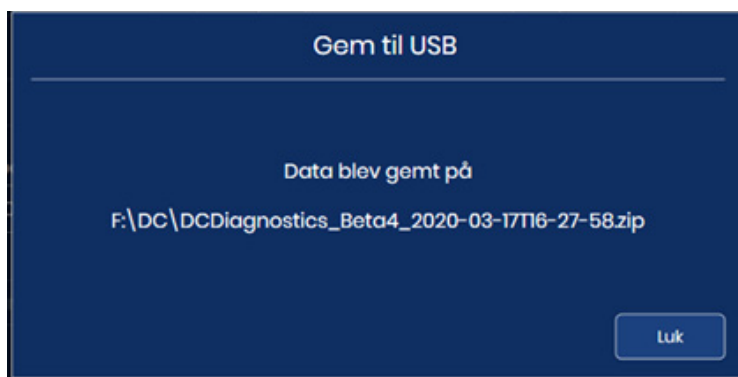 Gem til USB
Data blev gemt på
F:\DC\DCDiagnostics_Beta4_2020-03-17T16-27-58.zip
Luk